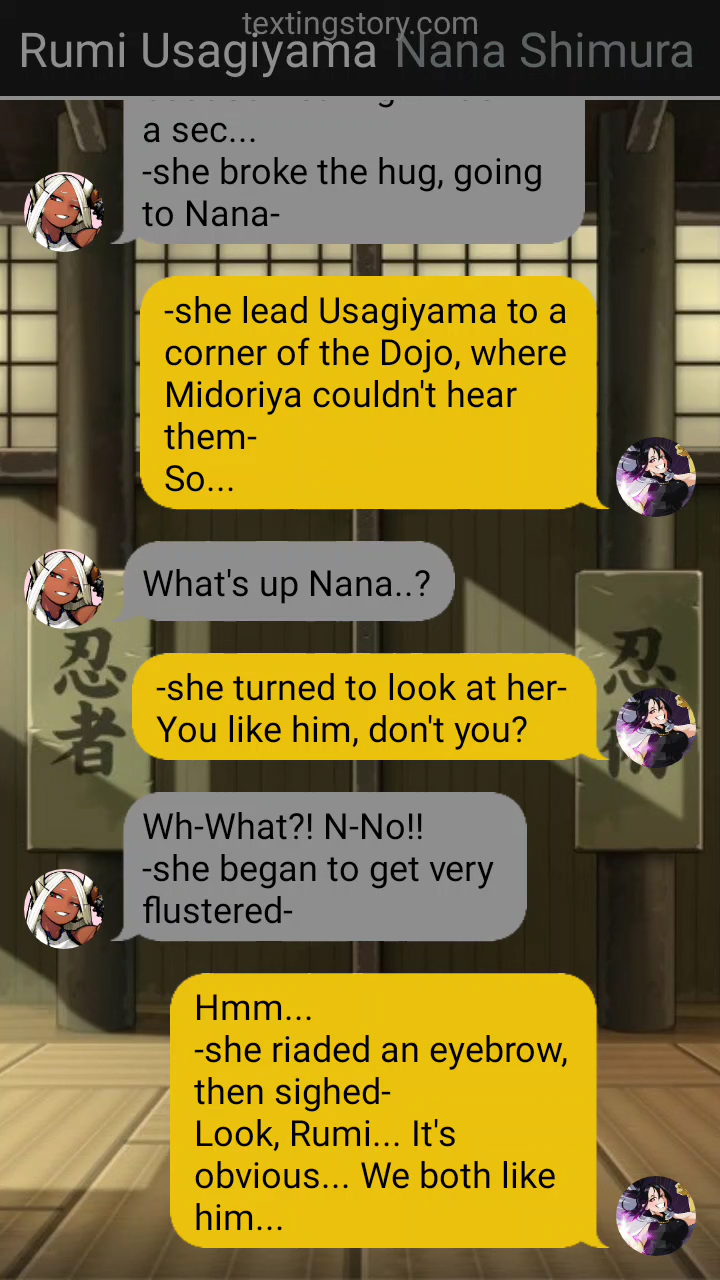 textingstory.com
Rumi Usagiyama Nana Shimura
a sec...
-she broke the hug, going
to Nana-
-she lead Usagiyama to a
corner of the Dojo, where
Midoriya couldn't hear
them-
So...
What's up Nana..?
-she turned to look at her-
You like him, don't you?
忍者
忍術
Wh-What?! N-No!!
-she began to get very
flustered-
Hmm...
-she riaded an eyebrow,
then sighed-
Look, Rumi... It's
obvious... We both like
him...